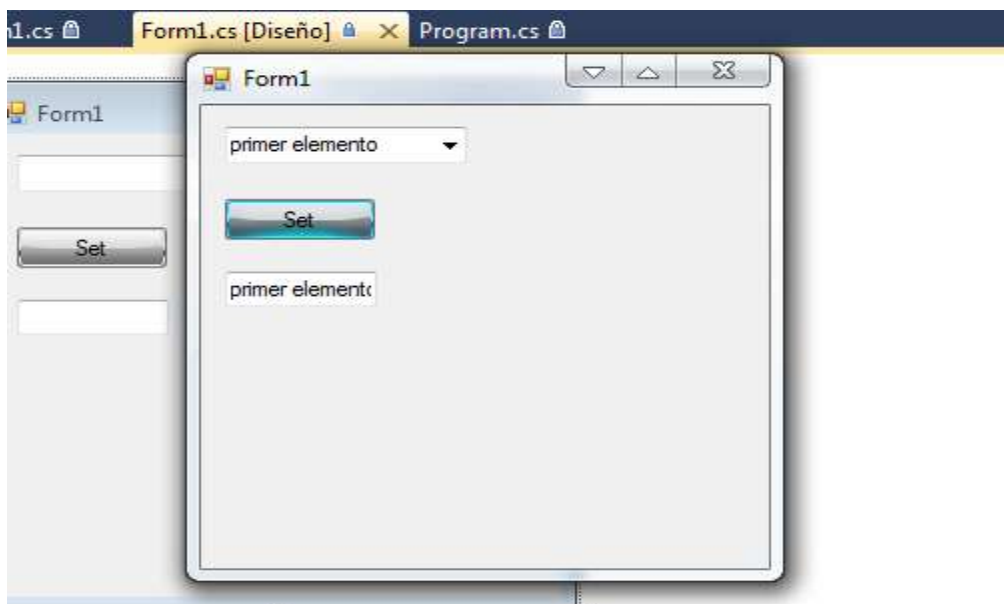 1.cs
Form1.cs [Diseño]
Program.cs
Form1
Form1
primer elemento
Set
Set
primer elemento